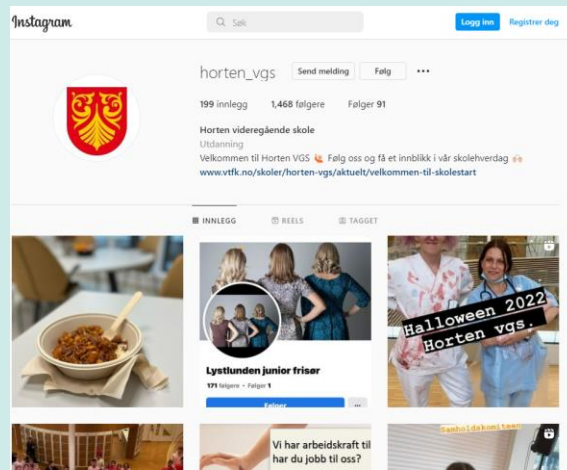 Instagram
Søk
Logg inn
Registrer deg
horten_vgs
Send melding
Følg
199 innlegg
1,468 følgere
Følger 91
Horten videregående skole
Utdanning
Velkommen til Horten VGS Følg oss og få et innblikk i vår skolehverdag
www.vtfk.no/skoler/horten-vgs/aktuelt/velkommen-til-skolestart
INNLEGG
REELS
TAGGET
Lystlunden junior frisør
171 følgere • Følger 1
Følger
Halloween 2022
Horten vgs.
Vi har arbeidskraft til
har du jobb til oss?
Samholdskomiteen